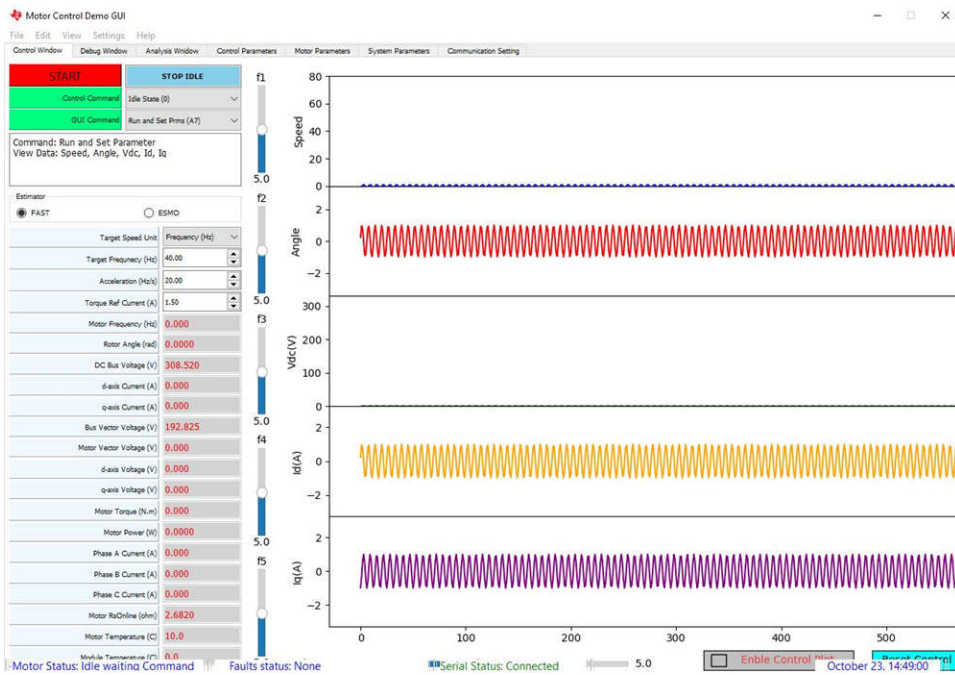 Motor Control Demo GUI
File Edit View Settings Help
Control Window Debug Window Analysis Wnidow Control Parameters Motor Parameters System Parameters Communication Setting
START STOP IDLE
Control Command Idle State (0)
GUI Command Run and Set Prms (A7)
Command: Run and Set Parameter
View Data: Speed, Angle, Vdc, Id, Iq
Estimator
FAST ESMO
Target Speed Unit Frequency (Hz)
Target Frequnecy (Hz) 40.00
Acceleration (Hz/s) 20.00
Torque Ref Current (A) 1.50
Motor Frequency (Hz) 0.000
Rotor Angle (rad) 0.0000
DC Bus Voltage (V) 308.520
d-axis Current (A) 0.000
q-axis Current (A) 0.000
Bus Vector Voltage (V) 192.825
Motor Vector Voltage (V) 0.000
d-axis Voltage (V) 0.000
q-axis Voltage (V) 0.000
Motor Torque (N.m) 0.000
Motor Power (W) 0.0000
Phase A Current (A) 0.000
Phase B Current (A) 0.000
Phase C Current (A) 0.000
Motor RsOnline (ohm) 2.6820
Motor Temperature (C) 10.0
Module Temperature (C) 0.0
f1
5.0
f2
5.0
f3
5.0
f4
5.0
f5
Speed
80
60
40
20
0
Angle
2
0
−2
Vdc(V)
300
200
100
0
Id(A)
2
0
−2
Iq(A)
2
0
−2
0 100 200 300 400 500
Motor Status: Idle waiting Command Faults status: None Serial Status: Connected 5.0 Enble Control Plot Reset Control
October 23, 14:49:00